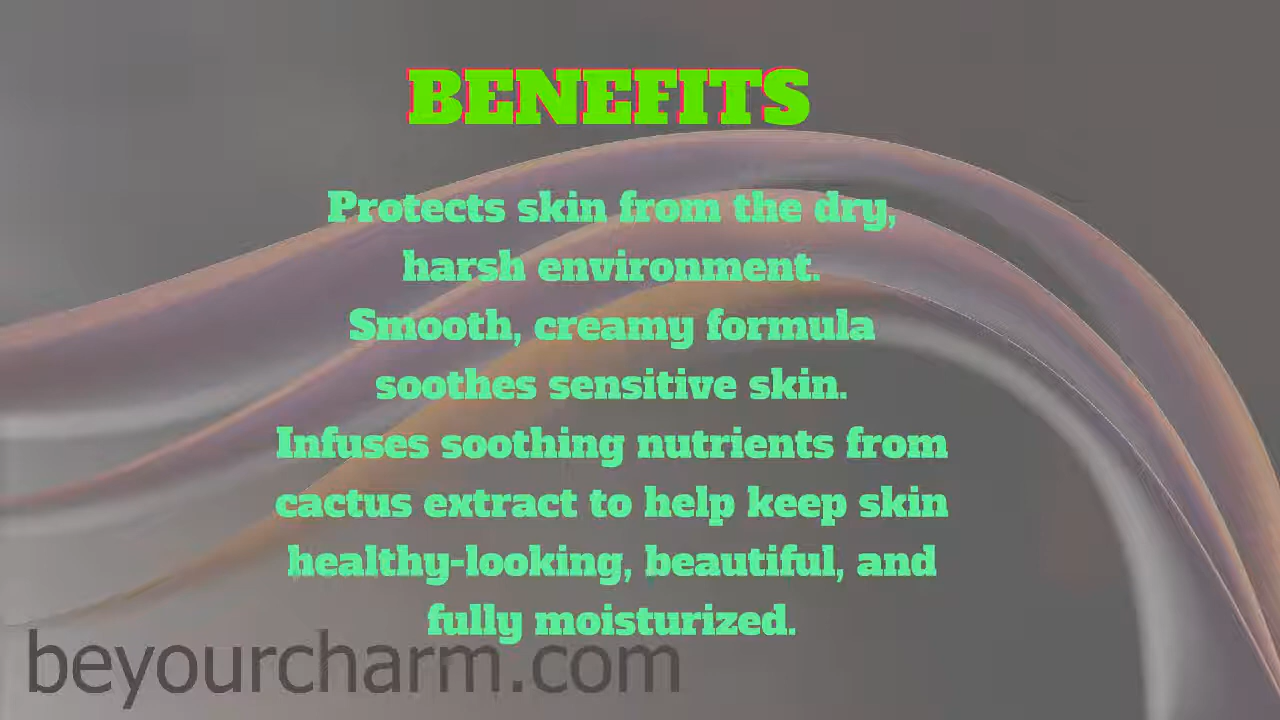 BENEFITS
Protects skin from the dry,
harsh environment.
Smooth, creamy formula
soothes sensitive skin.
Infuses soothing nutrients from
cactus extract to help keep skin
healthy-looking, beautiful, and
fully moisturized.
beyourcharm.com